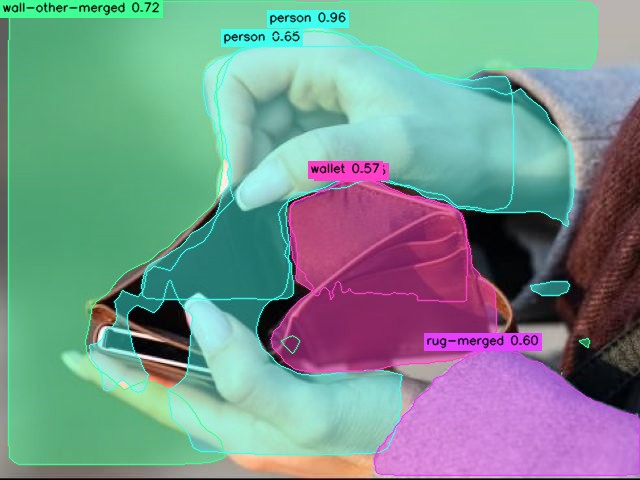 wall-other-merged 0.72
person 0.96
person 0.65
wallet 0.57
rug-merged 0.60